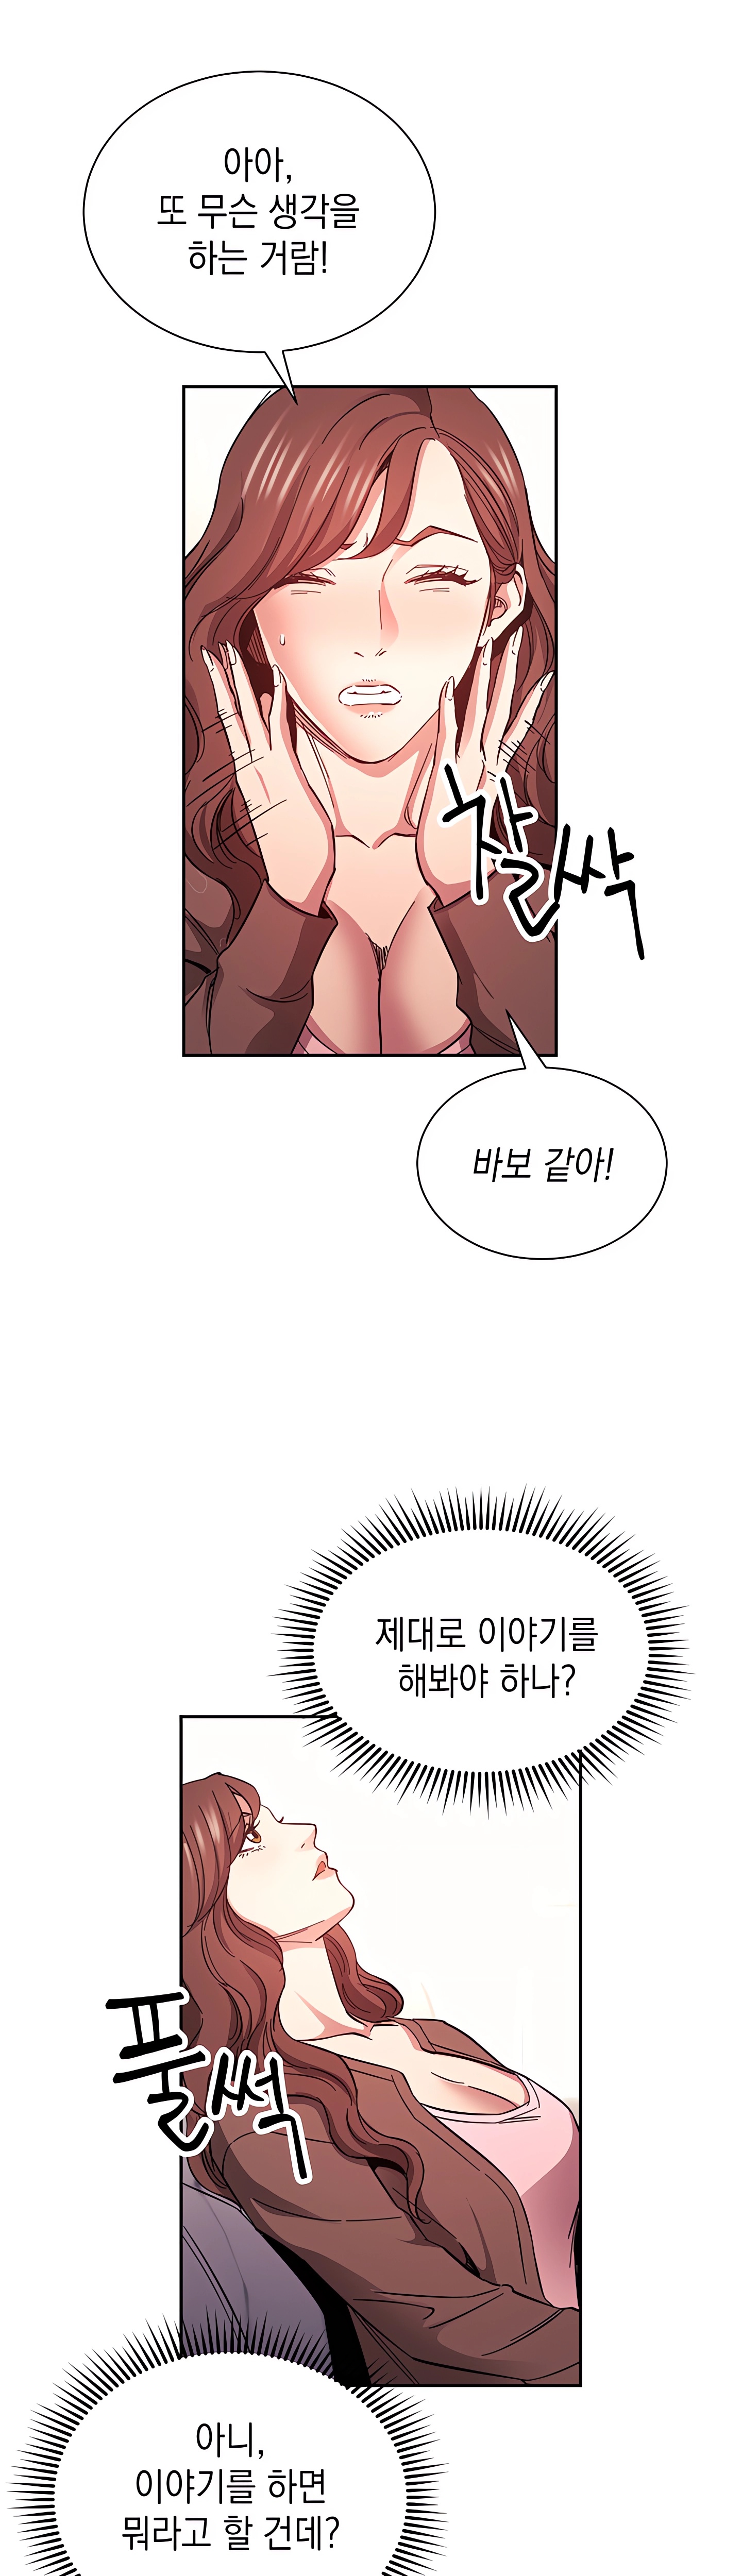 아아,
또 무슨 생각을
하는 거람!
찰싹
바보 같아!
제대로 이야기를
해봐야 하나?
풀썩
아니,
이야기를 하면
뭐라고 할 건데?